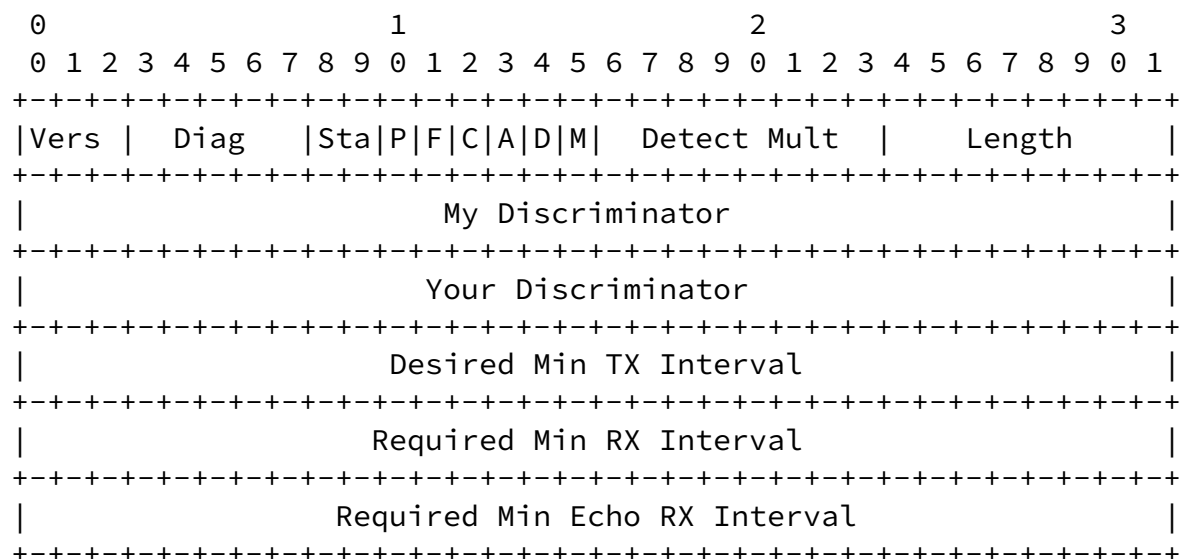 0                   1                   2                   3
 0 1 2 3 4 5 6 7 8 9 0 1 2 3 4 5 6 7 8 9 0 1 2 3 4 5 6 7 8 9 0 1
+-+-+-+-+-+-+-+-+-+-+-+-+-+-+-+-+-+-+-+-+-+-+-+-+-+-+-+-+-+-+-+-+
|Vers |  Diag   |Sta|P|F|C|A|D|M|  Detect Mult  |    Length     |
+-+-+-+-+-+-+-+-+-+-+-+-+-+-+-+-+-+-+-+-+-+-+-+-+-+-+-+-+-+-+-+-+
|                       My Discriminator                        |
+-+-+-+-+-+-+-+-+-+-+-+-+-+-+-+-+-+-+-+-+-+-+-+-+-+-+-+-+-+-+-+-+
|                      Your Discriminator                       |
+-+-+-+-+-+-+-+-+-+-+-+-+-+-+-+-+-+-+-+-+-+-+-+-+-+-+-+-+-+-+-+-+
|                    Desired Min TX Interval                    |
+-+-+-+-+-+-+-+-+-+-+-+-+-+-+-+-+-+-+-+-+-+-+-+-+-+-+-+-+-+-+-+-+
|                   Required Min RX Interval                    |
+-+-+-+-+-+-+-+-+-+-+-+-+-+-+-+-+-+-+-+-+-+-+-+-+-+-+-+-+-+-+-+-+
|                 Required Min Echo RX Interval                 |
+-+-+-+-+-+-+-+-+-+-+-+-+-+-+-+-+-+-+-+-+-+-+-+-+-+-+-+-+-+-+-+-+